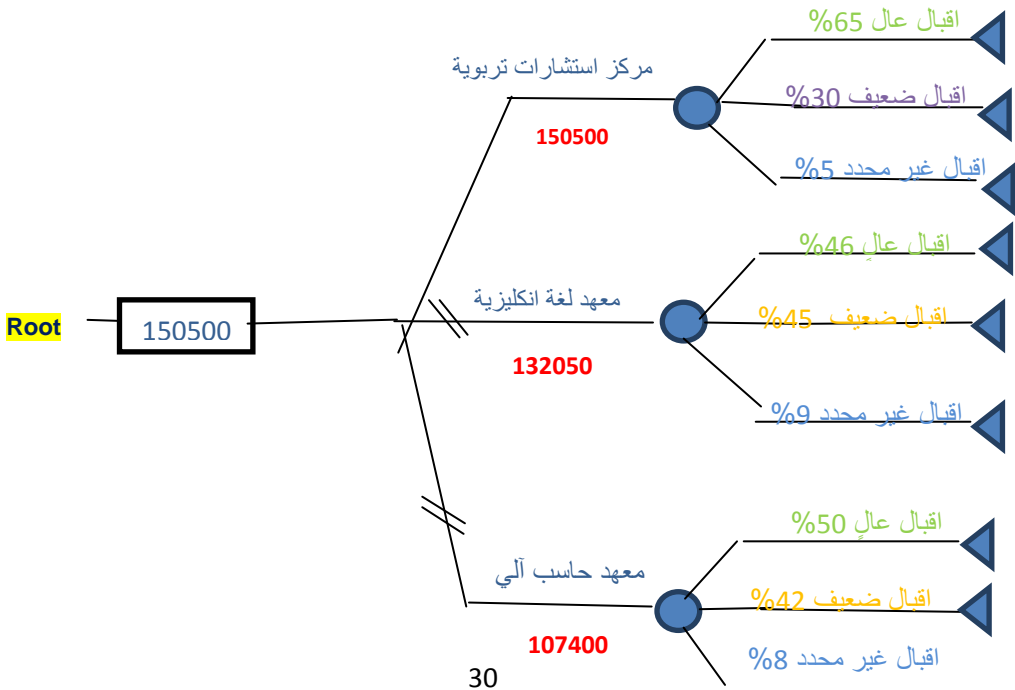 اقبال عال 65%
مركز استشارات تربوية
150500
اقبال ضعيف 30%
اقبال غير محدد 5%
Root
150500
معهد لغة انكليزية
132050
اقبال عالٍ 46%
اقبال ضعيف 45%
اقبال غير محدد 9%
معهد حاسب آلي
107400
اقبال عالٍ 50%
اقبال ضعيف 42%
اقبال غير محدد 8%
30